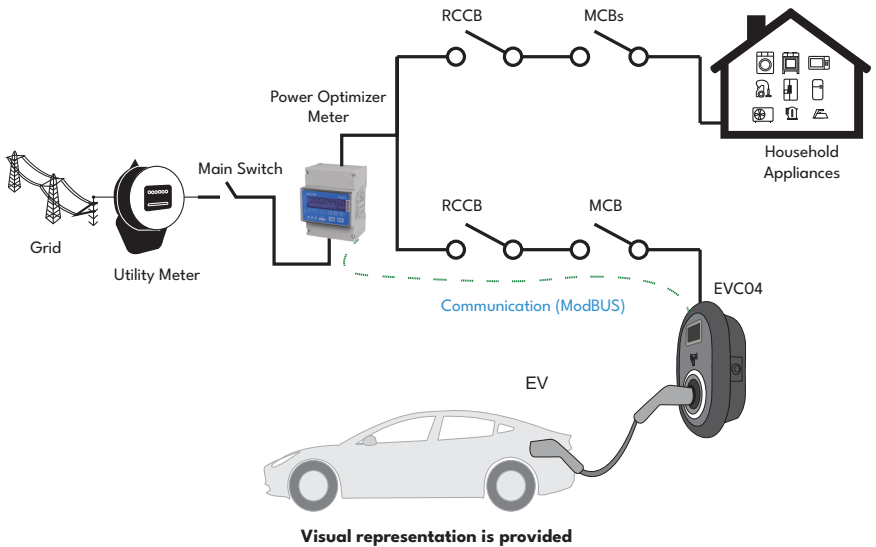 RCCB
MCBs
Power Optimizer
Meter
Main Switch
Household
Appliances
RCCB
MCB
Grid
Utility Meter
EVC04
Communication (ModBUS)
EV
Visual representation is provided